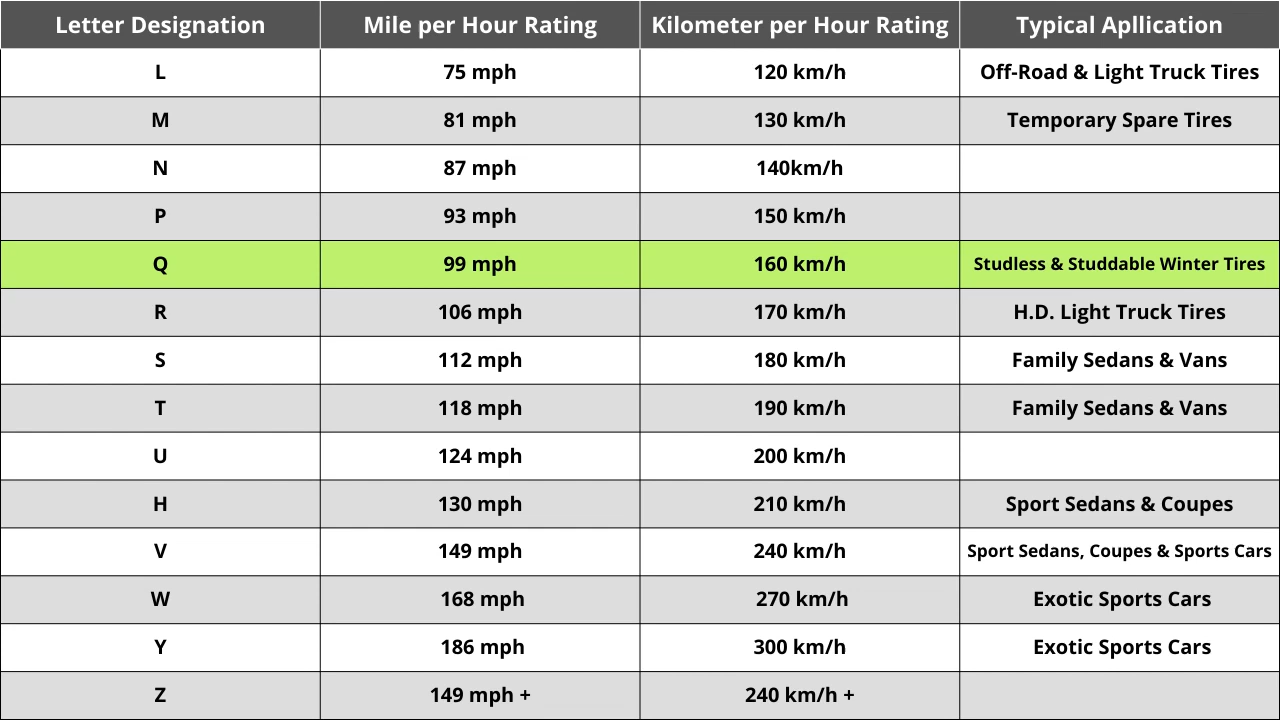 Letter Designation Mile per Hour Rating Kilometer per Hour Rating Typical Apllication
L 75 mph 120 km/h Off-Road & Light Truck Tires
M 81 mph 130 km/h Temporary Spare Tires
N 87 mph 140km/h
P 93 mph 150 km/h
Q 99 mph 160 km/h Studless & Studdable Winter Tires
R 106 mph 170 km/h H.D. Light Truck Tires
S 112 mph 180 km/h Family Sedans & Vans
T 118 mph 190 km/h Family Sedans & Vans
U 124 mph 200 km/h
H 130 mph 210 km/h Sport Sedans & Coupes
V 149 mph 240 km/h Sport Sedans, Coupes & Sports Cars
W 168 mph 270 km/h Exotic Sports Cars
Y 186 mph 300 km/h Exotic Sports Cars
Z 149 mph + 240 km/h +